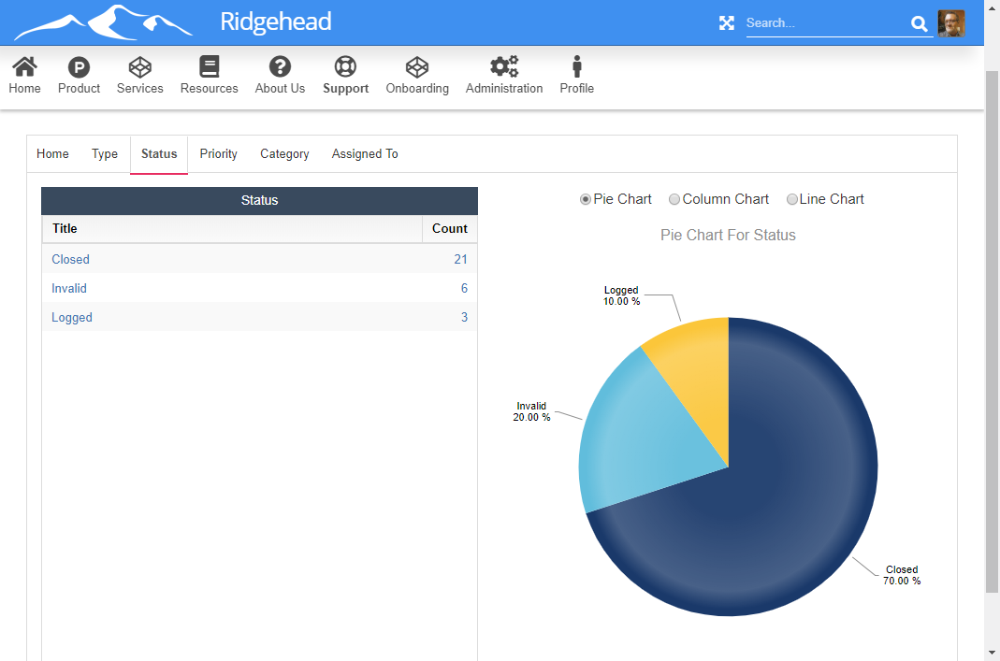 Ridgehead
Search...
Home Product Services Resources About Us Support Onboarding Administration Profile
Home Type Status Priority Category Assigned To
Status
Title Count
Closed 21
Invalid 6
Logged 3
Pie Chart Column Chart Line Chart
Pie Chart For Status
Logged
10.00 %
Invalid
20.00 %
Closed
70.00 %